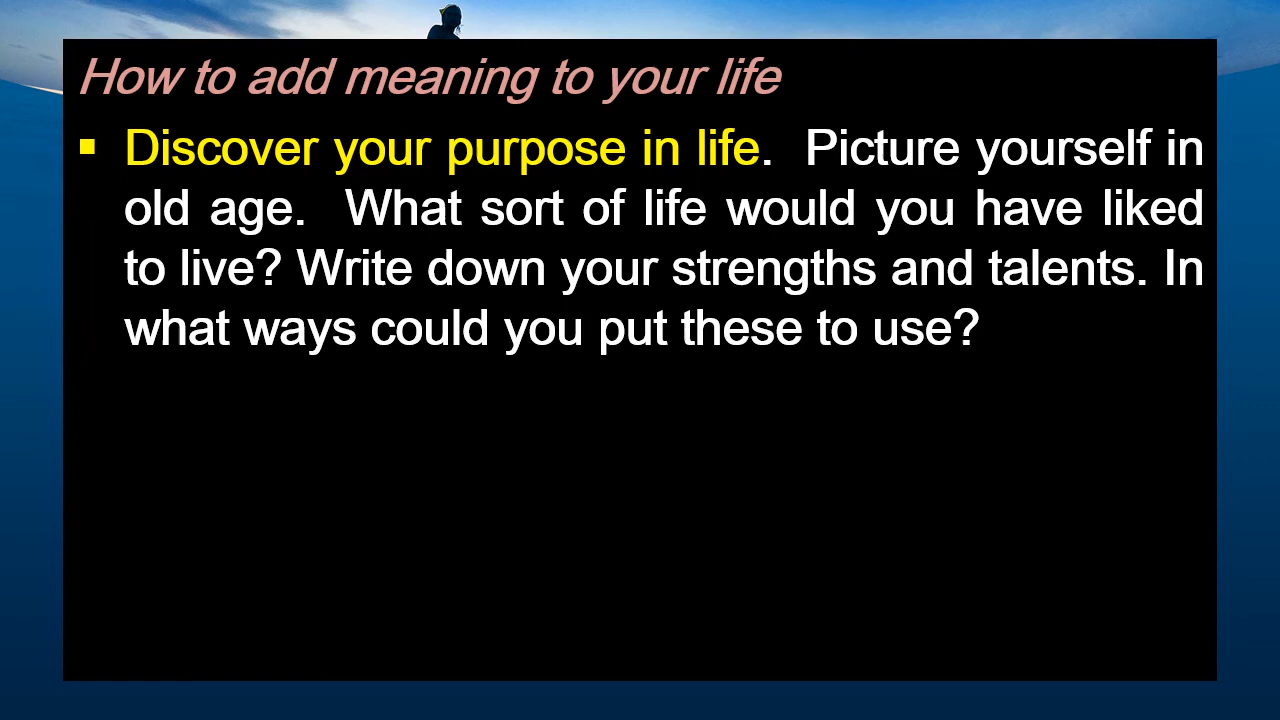 How to add meaning to your life
▪ Discover your purpose in life.  Picture yourself in
old age.  What sort of life would you have liked
to live? Write down your strengths and talents. In
what ways could you put these to use?